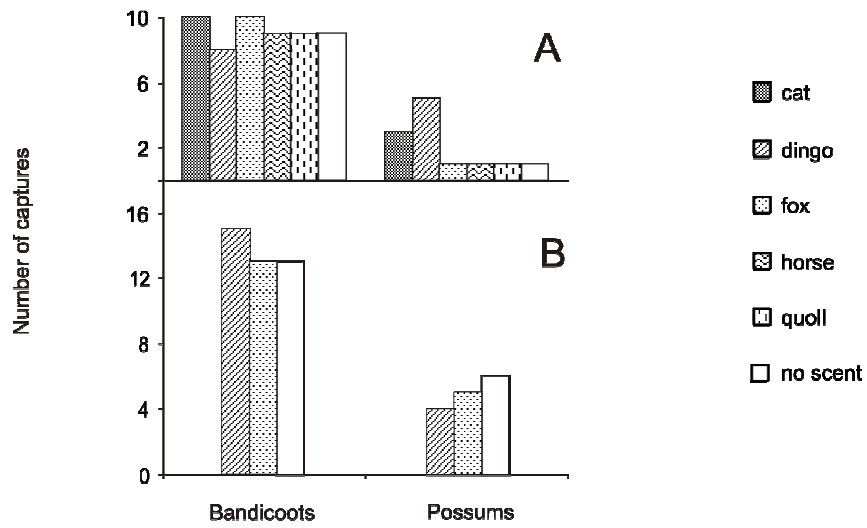 10
6
2
A
Number of captures
16
12
8
4
0
B
Bandicoots
Possums
cat
dingo
fox
horse
quoll
no scent